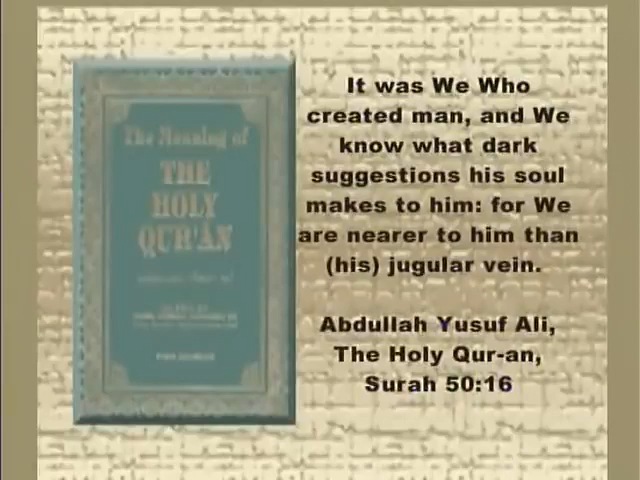 The Meaning of
THE
HOLY
QUR'ĀN
It was We Who
created man, and We
know what dark
suggestions his soul
makes to him: for We
are nearer to him than
(his) jugular vein.
Abdullah Yusuf Ali,
The Holy Qur-an,
Surah 50:16